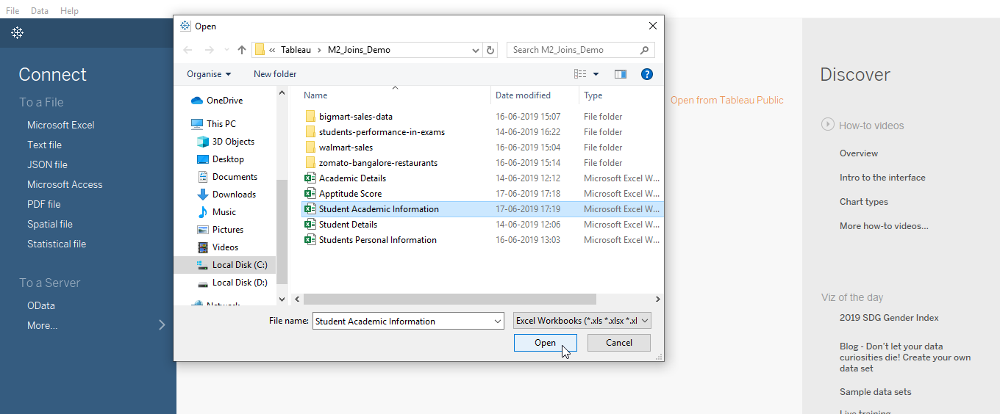 File Data Help
Connect
To a File
Microsoft Excel
Text file
JSON file
Microsoft Access
PDF file
Spatial file
Statistical file
To a Server
OData
More...
Open
« Tableau › M2_Joins_Demo
Search M2_Joins_Demo
Organise
New folder
OneDrive
This PC
3D Objects
Desktop
Documents
Downloads
Music
Pictures
Videos
Local Disk (C:)
Local Disk (D:)
Network
Name Date modified Type
bigmart-sales-data 16-06-2019 15:07 File folder
students-performance-in-exams 14-06-2019 16:22 File folder
walmart-sales 16-06-2019 15:04 File folder
zomato-bangalore-restaurants 16-06-2019 15:14 File folder
Academic Details 14-06-2019 12:12 Microsoft Excel W...
Apptitude Score 17-06-2019 17:18 Microsoft Excel W...
Student Academic Information 17-06-2019 17:19 Microsoft Excel W...
Student Details 14-06-2019 12:06 Microsoft Excel W...
Students Personal Information 16-06-2019 13:03 Microsoft Excel W...
File name: Student Academic Information
Excel Workbooks (*.xls *.xlsx *.xl
Open
Cancel
Open from Tableau Public
Discover
How-to videos
Overview
Intro to the interface
Chart types
More how-to videos...
Viz of the day
2019 SDG Gender Index
Blog - Don't let your data
curiosities die! Create your own
data set
Sample data sets
Live training